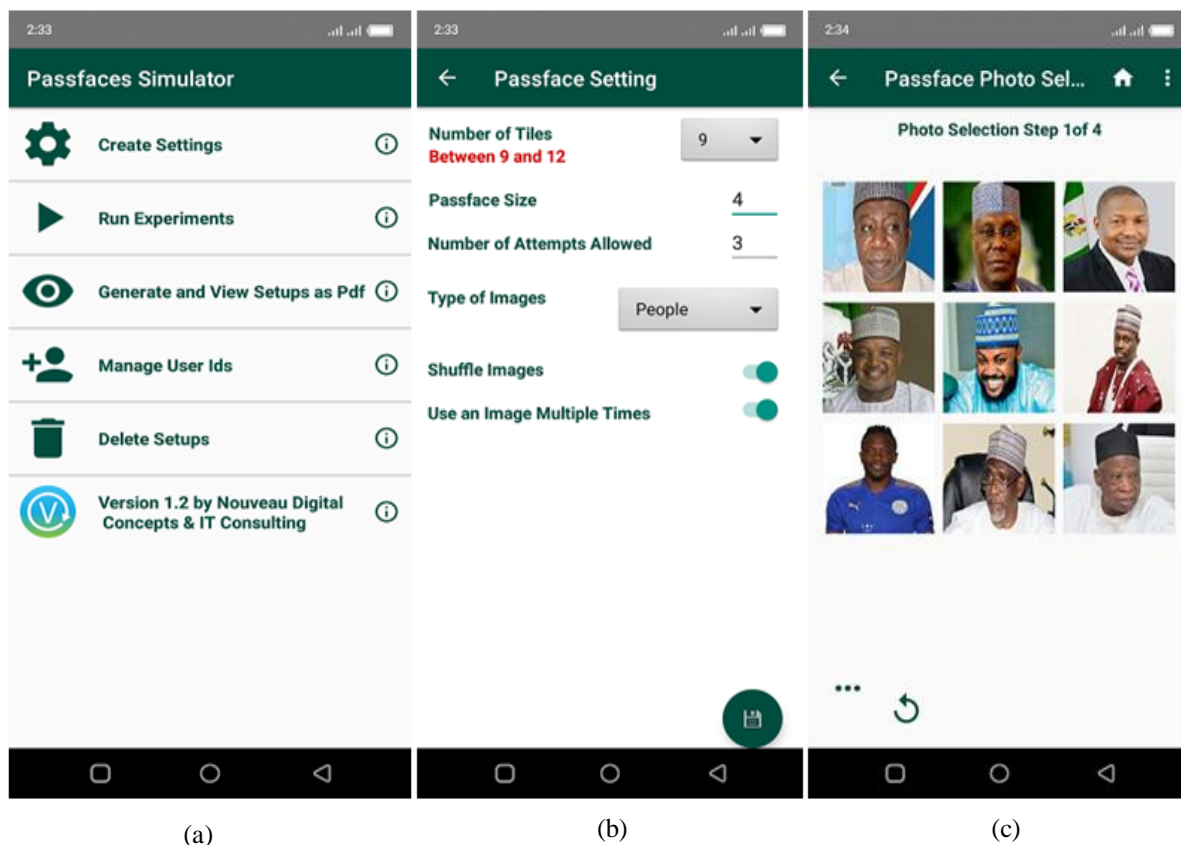 2:33
Passfaces Simulator
Create Settings
Run Experiments
Generate and View Setups as Pdf
Manage User Ids
Delete Setups
V
Version 1.2 by Nouveau Digital
Concepts & IT Consulting
(a)
2:33
Passface Setting
Number of Tiles
Between 9 and 12
9
Passface Size
4
Number of Attempts Allowed
3
Type of Images
People
Shuffle Images
Use an Image Multiple Times
(b)
2:34
Passface Photo Sel...
Photo Selection Step 1of 4
(c)